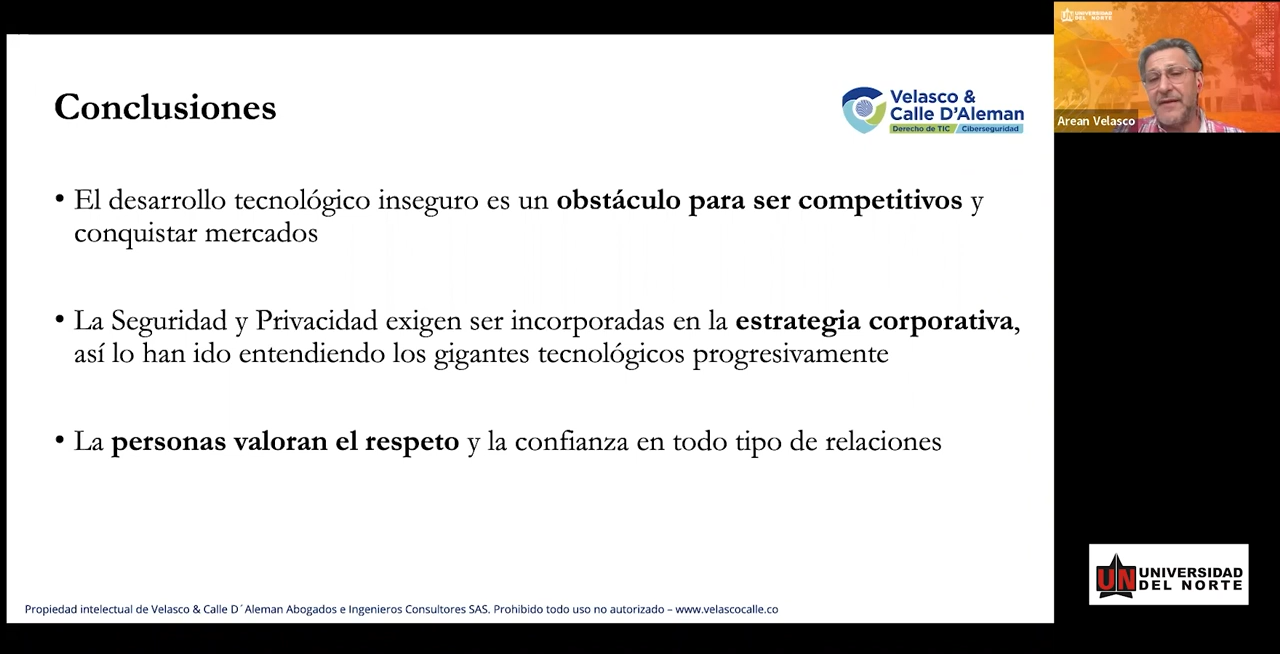 Conclusiones
Velasco &
Calle D'Aleman
Derecho de TIC / Ciberseguridad
• El desarrollo tecnológico inseguro es un obstáculo para ser competitivos y
conquistar mercados
• La Seguridad y Privacidad exigen ser incorporadas en la estrategia corporativa,
así lo han ido entendiendo los gigantes tecnológicos progresivamente
• La personas valoran el respeto y la confianza en todo tipo de relaciones
Propiedad intelectual de Velasco & Calle D´Aleman Abogados e Ingenieros Consultores SAS. Prohibido todo uso no autorizado – www.velascocalle.co
UNIVERSIDAD
DEL NORTE
Arean Velasco
UN UNIVERSIDAD
DEL NORTE